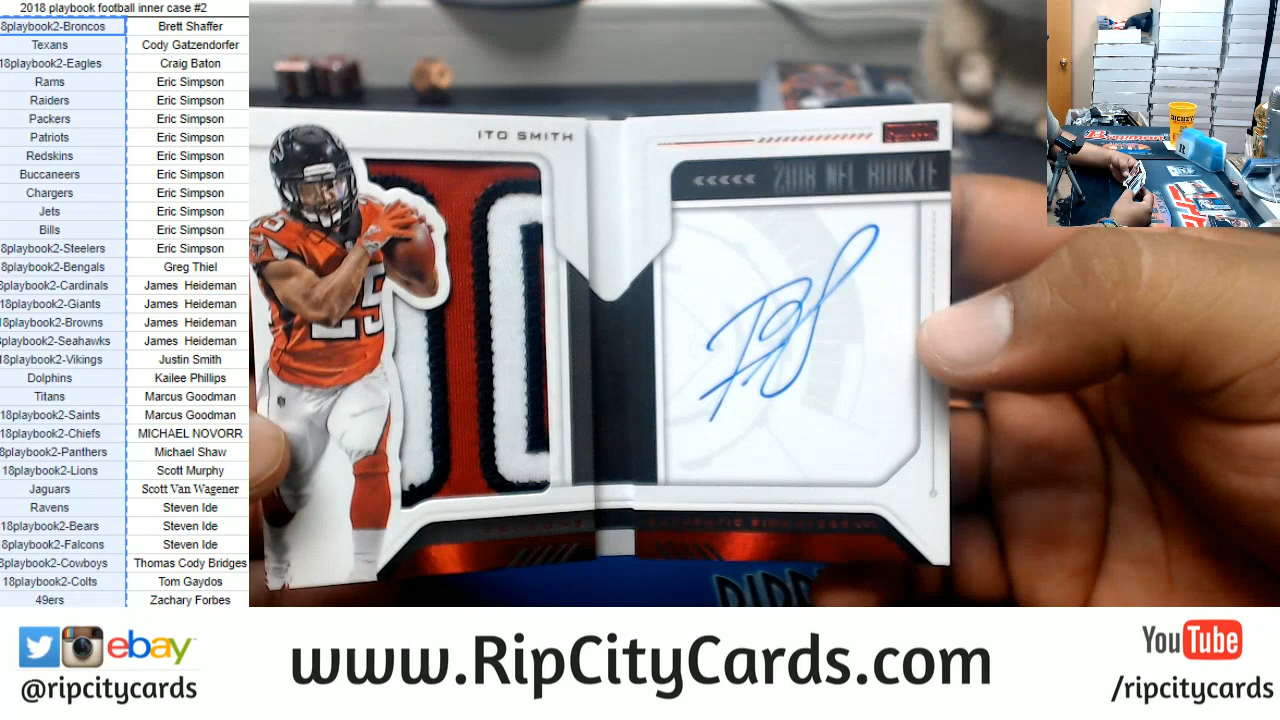 2018 playbook football inner case #2
8playbook2-Broncos Brett Shaffer
Texans Cody Gatzendorfer
18playbook2-Eagles Craig Baton
Rams Eric Simpson
Raiders Eric Simpson
Packers Eric Simpson
Patriots Eric Simpson
Redskins Eric Simpson
Buccaneers Eric Simpson
Chargers Eric Simpson
Jets Eric Simpson
Bills Eric Simpson
8playbook2-Steelers Eric Simpson
8playbook2-Bengals Greg Thiel
8playbook2-Cardinals James Heideman
18playbook2-Giants James Heideman
18playbook2-Browns James Heideman
8playbook2-Seahawks James Heideman
18playbook2-Vikings Justin Smith
Dolphins Kailee Phillips
Titans Marcus Goodman
18playbook2-Saints Marcus Goodman
18playbook2-Chiefs MICHAEL NOVORR
8playbook2-Panthers Michael Shaw
18playbook2-Lions Scott Murphy
Jaguars Scott Van Wagener
Ravens Steven Ide
18playbook2-Bears Steven Ide
8playbook2-Falcons Steven Ide
8playbook2-Cowboys Thomas Cody Bridges
18playbook2-Colts Tom Gaydos
49ers Zachary Forbes
ITO SMITH
2018 NFL ROOKIE
25
ebay
@ripcitycards
www.RipCityCards.com
YouTube
/ripcitycards